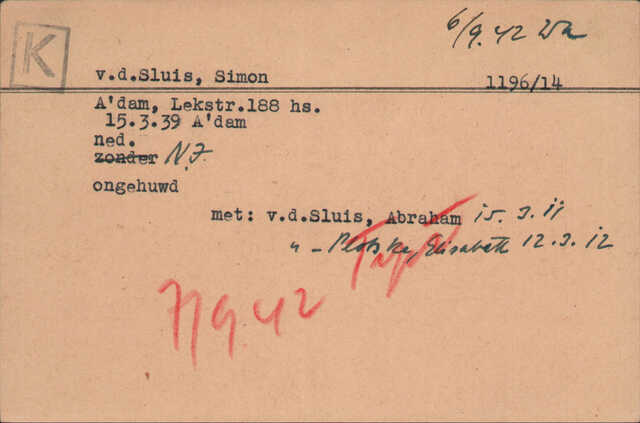 6/9.42
K
v.d.Sluis, Simon
1196/14
A'dam, Lekstr.188 hs.
15.3.39 A'dam
ned.
zonder N.I.
ongehuwd
met: v.d.Sluis, Abraham 15.3.11
" - Elisabeth 12.3.12
7/9.42